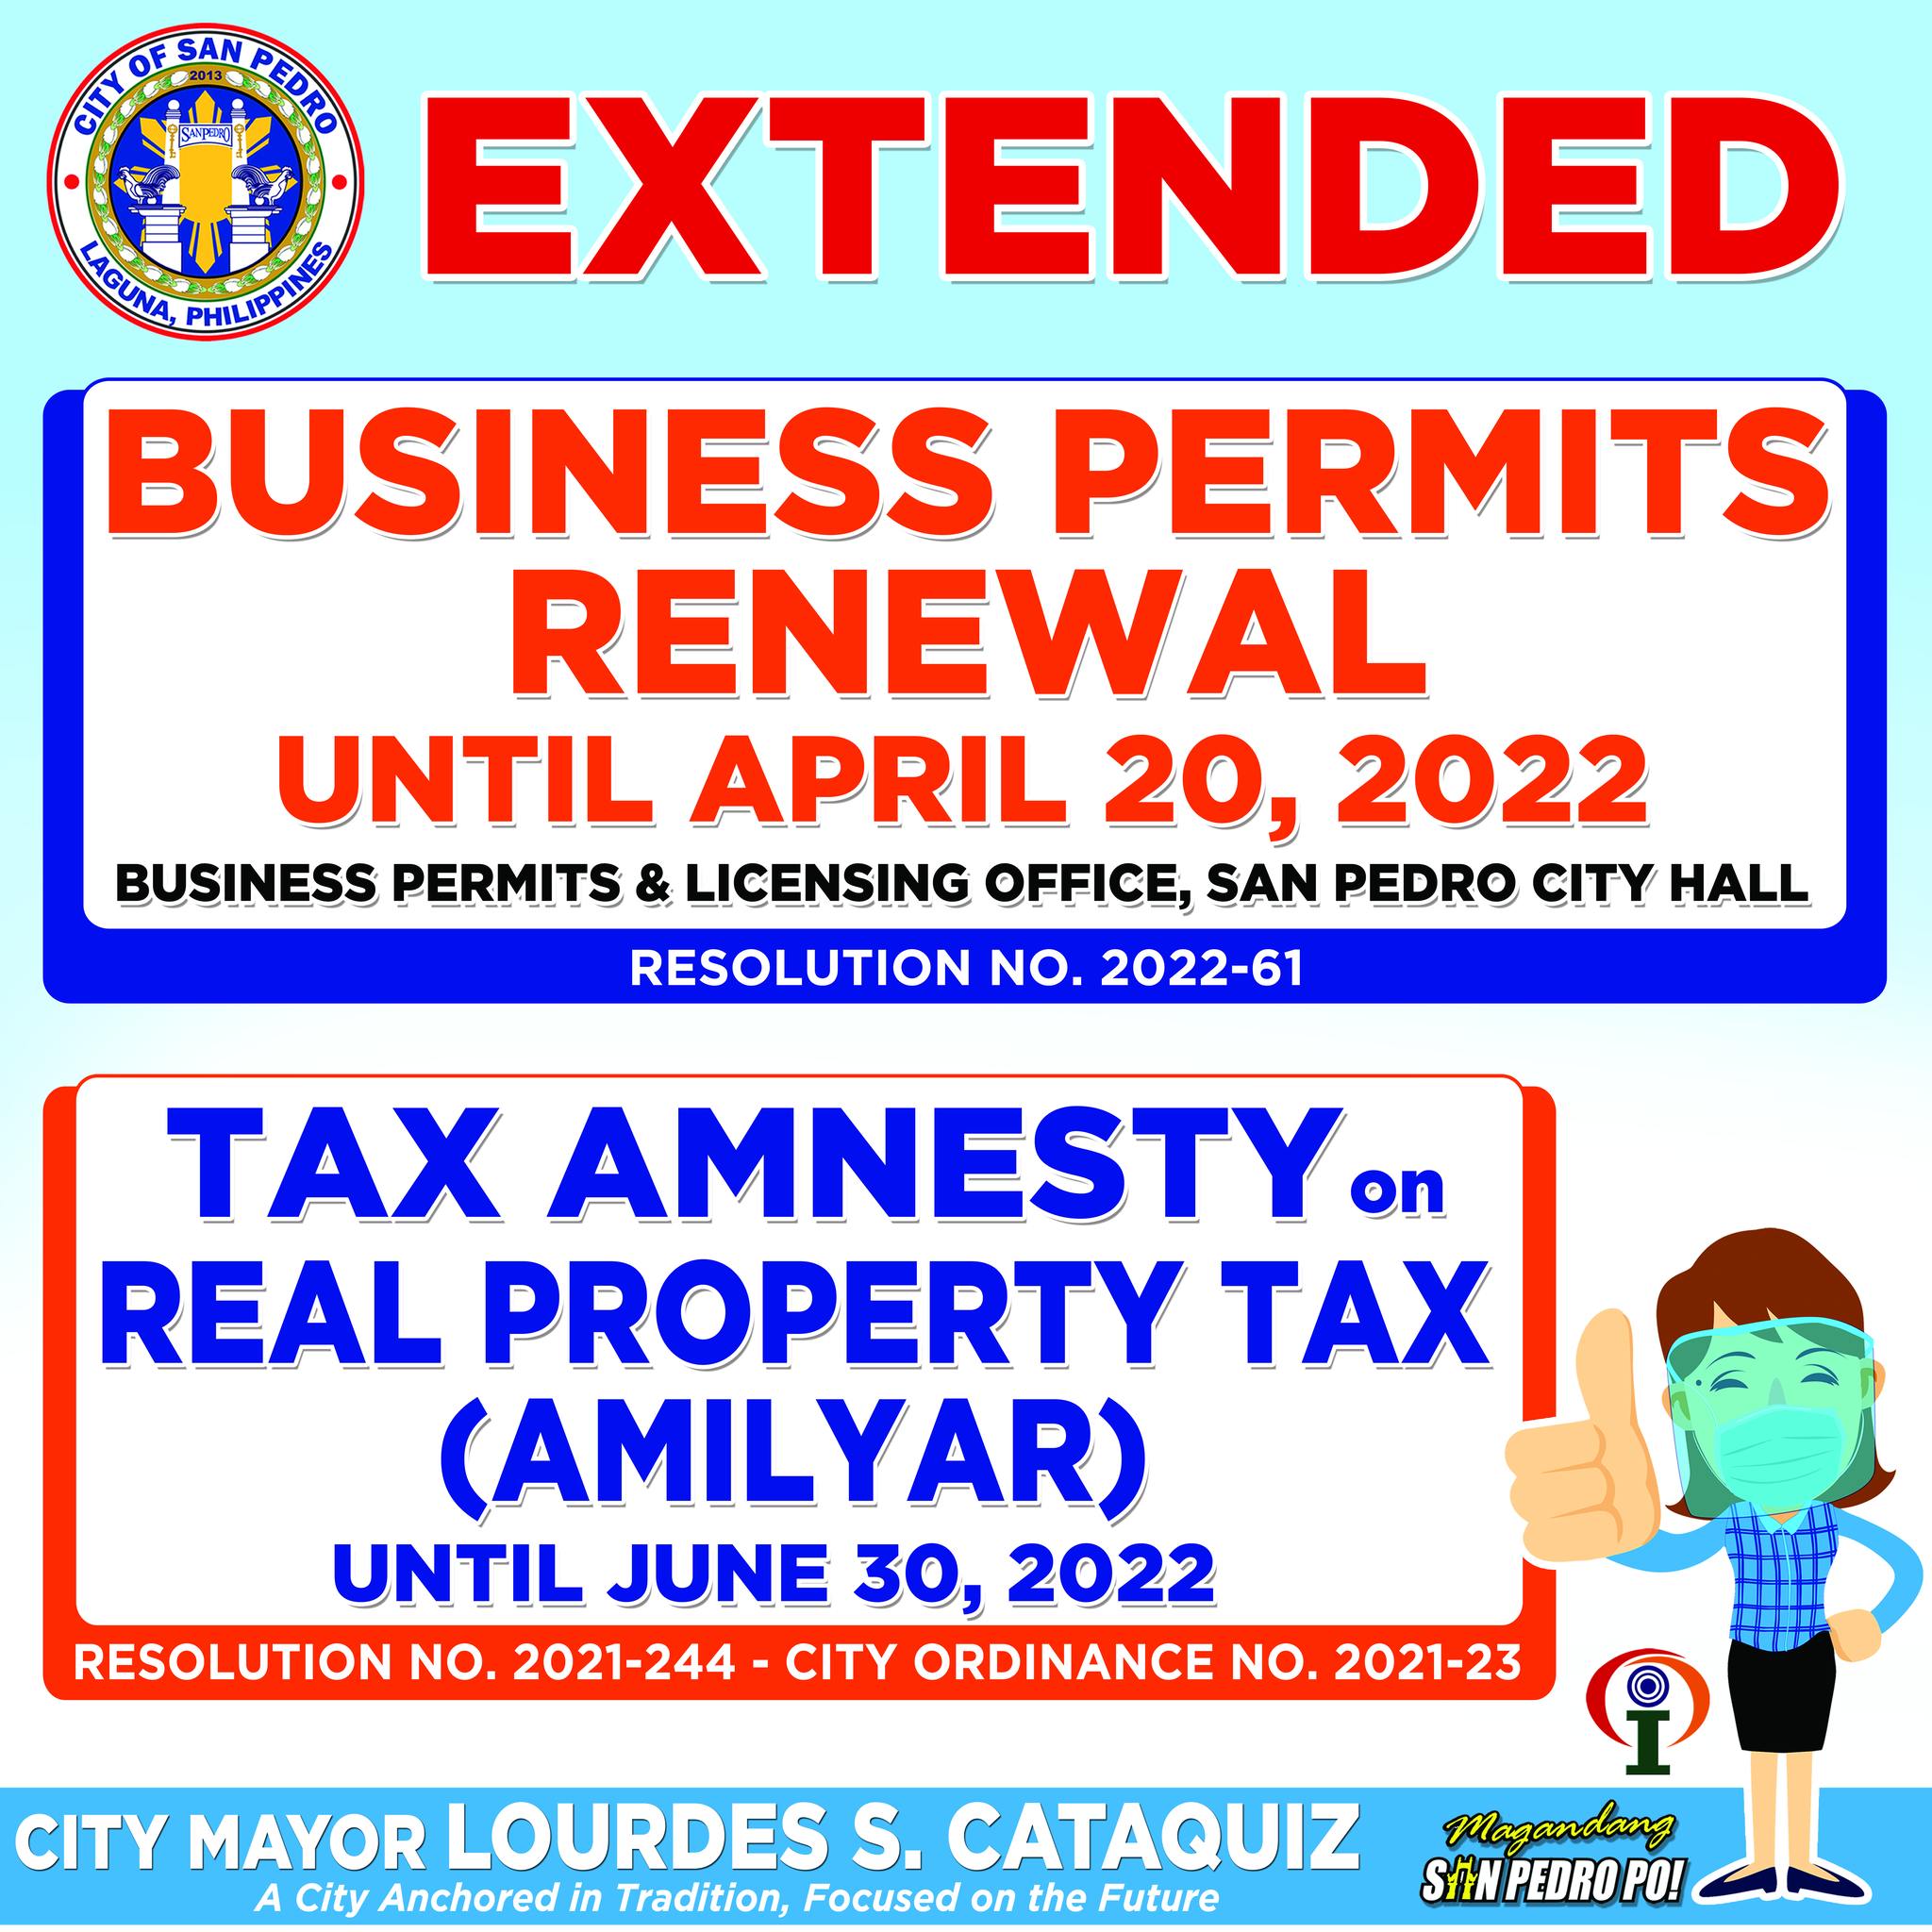 CITY OF SAN PEDRO
2013
SAN PEDRO
LAGUNA, PHILIPPINES
EXTENDED
BUSINESS PERMITS
RENEWAL
UNTIL APRIL 20, 2022
BUSINESS PERMITS & LICENSING OFFICE, SAN PEDRO CITY HALL
RESOLUTION NO. 2022-61
TAX AMNESTY on
REAL PROPERTY TAX
(AMILYAR)
UNTIL JUNE 30, 2022
RESOLUTION NO. 2021-244 - CITY ORDINANCE NO. 2021-23
CITY MAYOR LOURDES S. CATAQUIZ
A City Anchored in Tradition, Focused on the Future
Magandang
SAN PEDRO PO!